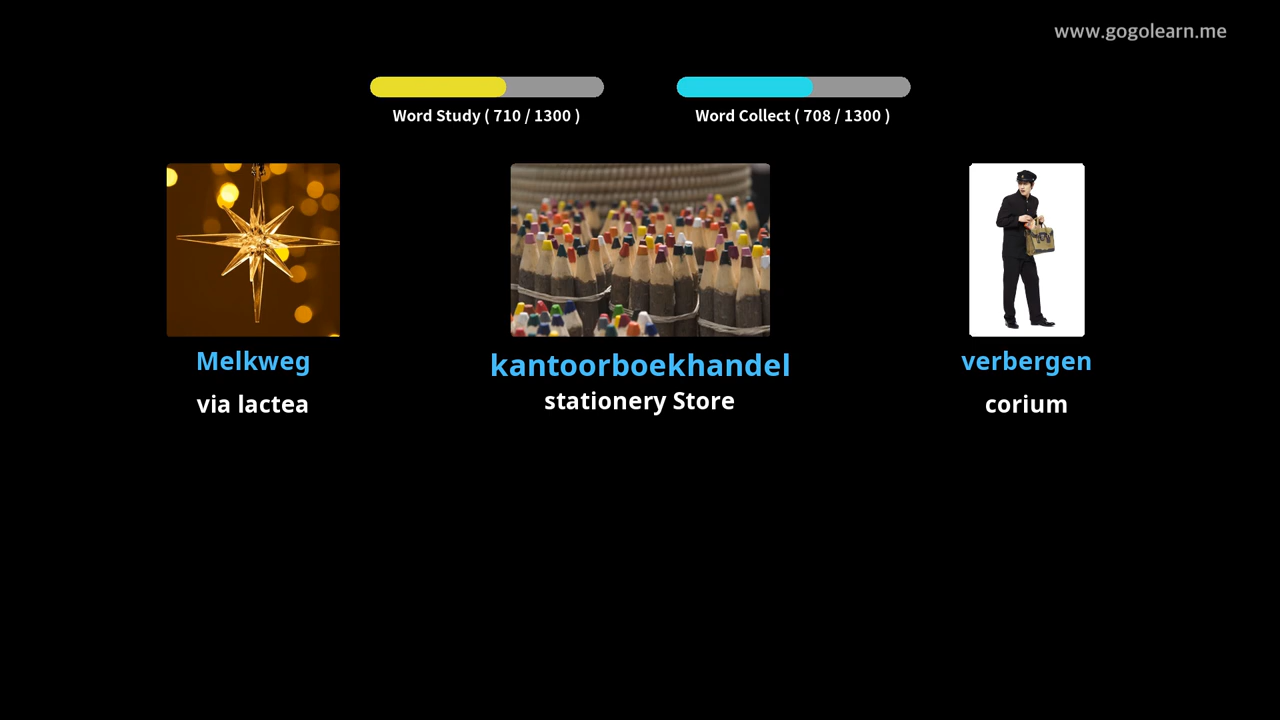 www.gogolearn.me
Word Study ( 710 / 1300 )
Word Collect ( 708 / 1300 )
Melkweg
via lactea
kantoorboekhandel
stationery Store
verbergen
corium